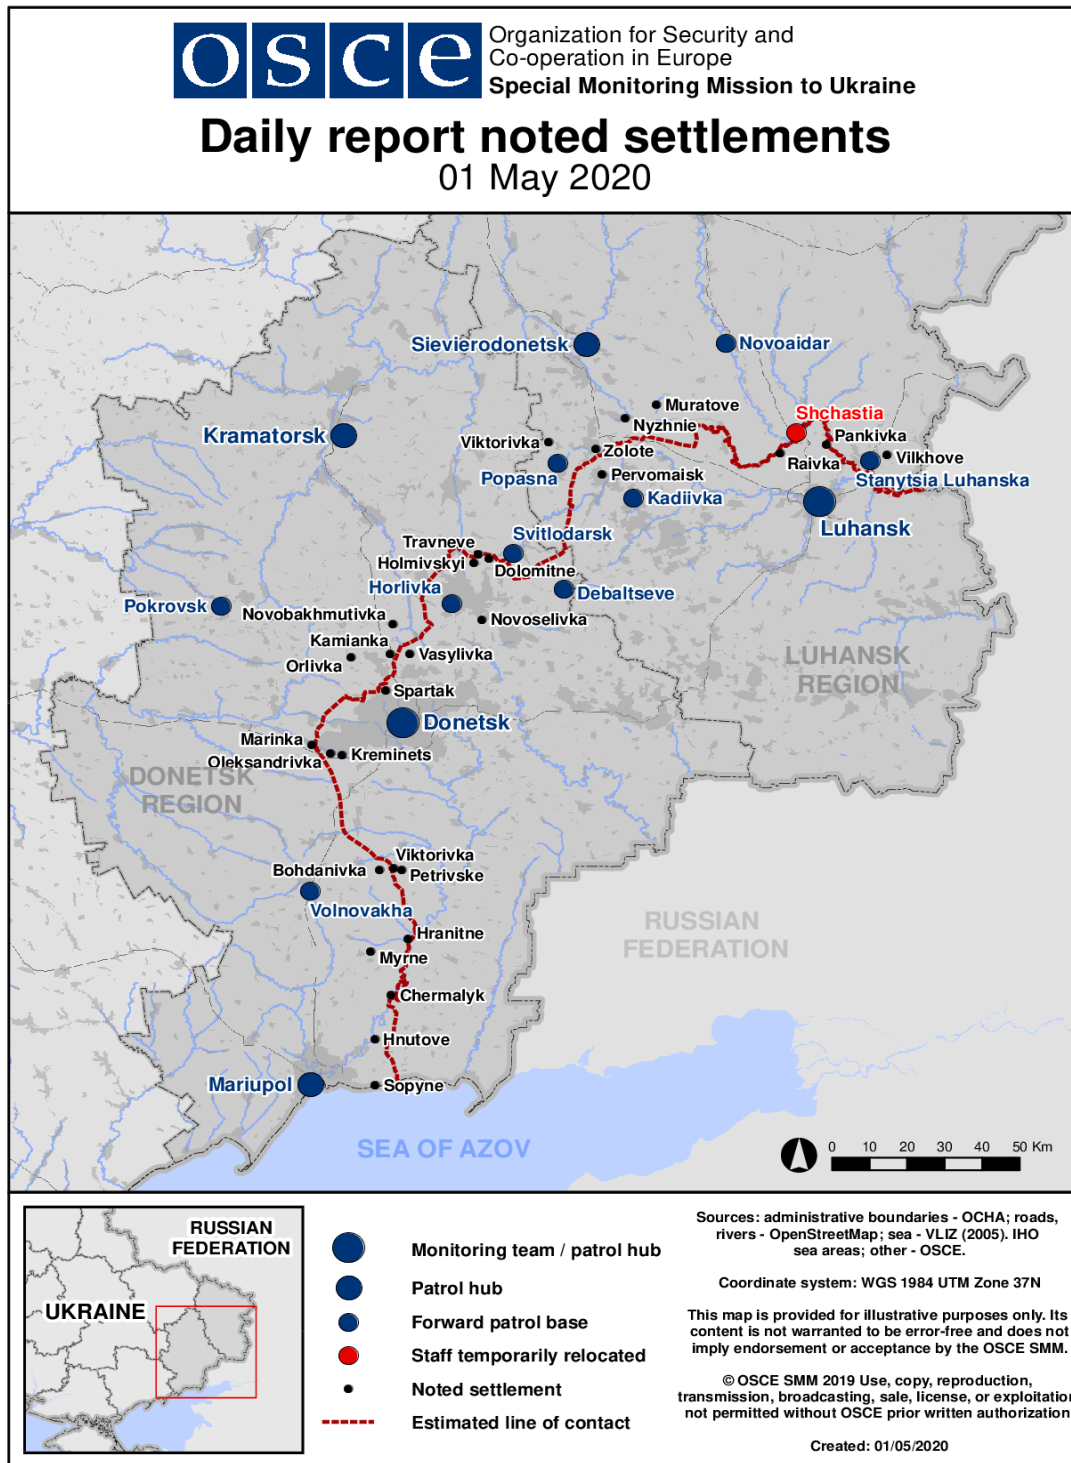 osce
Organization for Security and
Co-operation in Europe
Special Monitoring Mission to Ukraine
Daily report noted settlements
01 May 2020
Sievierodonetsk
Novoaidar
Muratove
Shchastia
Nyzhnie
Kramatorsk
Viktorivka
Pankivka
Zolote
Raivka
Vilkhove
Popasna
Pervomaisk
Stanytsia Luhanska
Kadiivka
Luhansk
Svitlodarsk
Travneve
Holmivskyi
Dolomitne
Horlivka
Debaltseve
Pokrovsk
Novobakhmutivka
Novoselivka
Kamianka
Vasylivka
Orlivka
LUHANSK
REGION
Spartak
Donetsk
Marinka
Oleksandrivka
Kreminets
DONETSK
REGION
Viktorivka
Bohdanivka
Petrivske
Volnovakha
RUSSIAN
FEDERATION
Hranitne
Myrne
Chermalyk
Hnutove
Mariupol
Sopyne
SEA OF AZOV
0 10 20 30 40 50 Km
RUSSIAN
FEDERATION
UKRAINE
Monitoring team / patrol hub
Patrol hub
Forward patrol base
Staff temporarily relocated
Noted settlement
Estimated line of contact
Sources: administrative boundaries - OCHA; roads,
rivers - OpenStreetMap; sea - VLIZ (2005). IHO
sea areas; other - OSCE.
Coordinate system: WGS 1984 UTM Zone 37N
This map is provided for illustrative purposes only. Its
content is not warranted to be error-free and does not
imply endorsement or acceptance by the OSCE SMM.
© OSCE SMM 2019 Use, copy, reproduction,
transmission, broadcasting, sale, license, or exploitation
not permitted without OSCE prior written authorization
Created: 01/05/2020